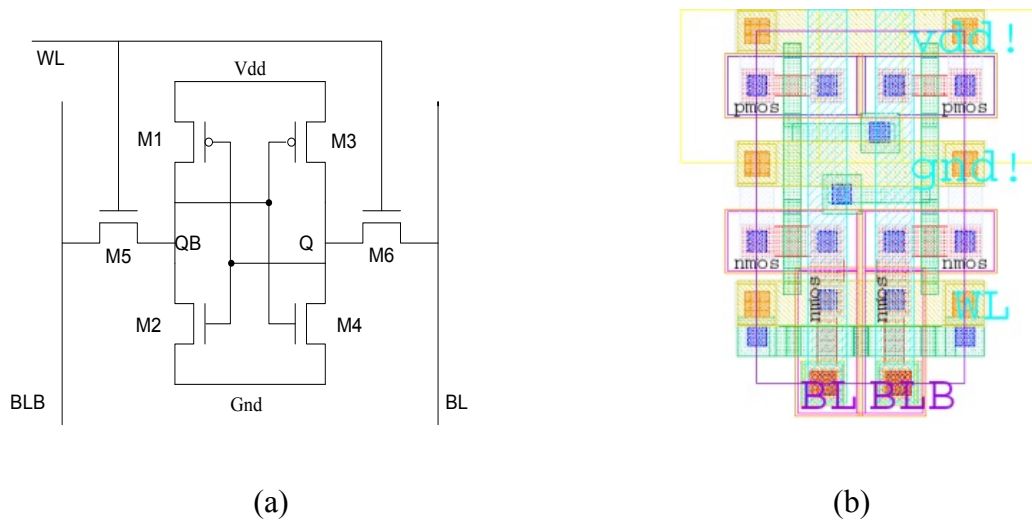 WL
Vdd
M1
M3
M5
QB
Q
M6
M2
M4
BLB
Gnd
BL
(a)
vdd!
pmos pmos
gnd!
nmos nmos
nmos nmos
WL
BL BLB
(b)